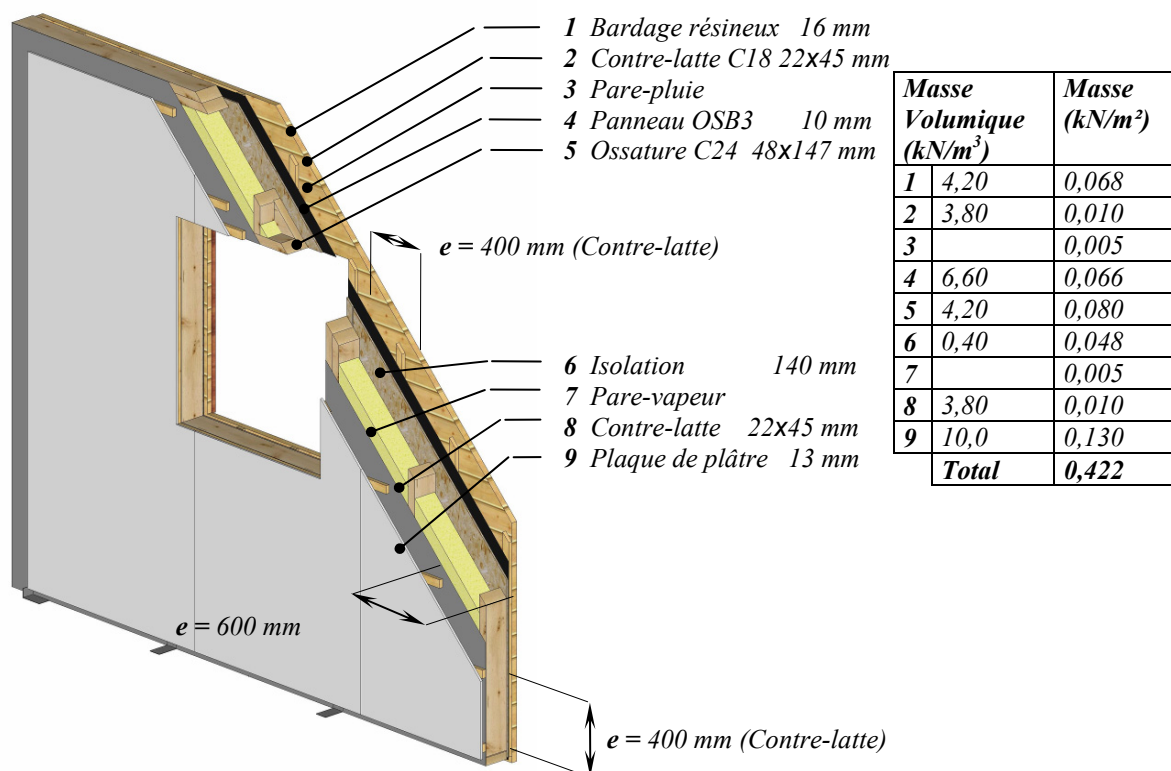 1 Bardage résineux 16 mm
2 Contre-latte C18 22x45 mm
3 Pare-pluie
4 Panneau OSB3 10 mm
5 Ossature C24 48x147 mm
e = 400 mm (Contre-latte)
6 Isolation 140 mm
7 Pare-vapeur
8 Contre-latte 22x45 mm
9 Plaque de plâtre 13 mm
e = 600 mm
e = 400 mm (Contre-latte)
Masse Masse
Volumique (kN/m²)
(kN/m³)
1 4,20 0,068
2 3,80 0,010
3 0,005
4 6,60 0,066
5 4,20 0,080
6 0,40 0,048
7 0,005
8 3,80 0,010
9 10,0 0,130
Total 0,422